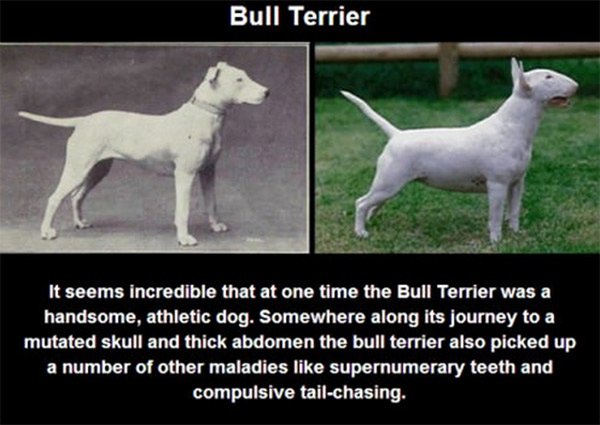 Bull Terrier
It seems incredible that at one time the Bull Terrier was a
handsome, athletic dog. Somewhere along its journey to a
mutated skull and thick abdomen the bull terrier also picked up
a number of other maladies like supernumerary teeth and
compulsive tail-chasing.